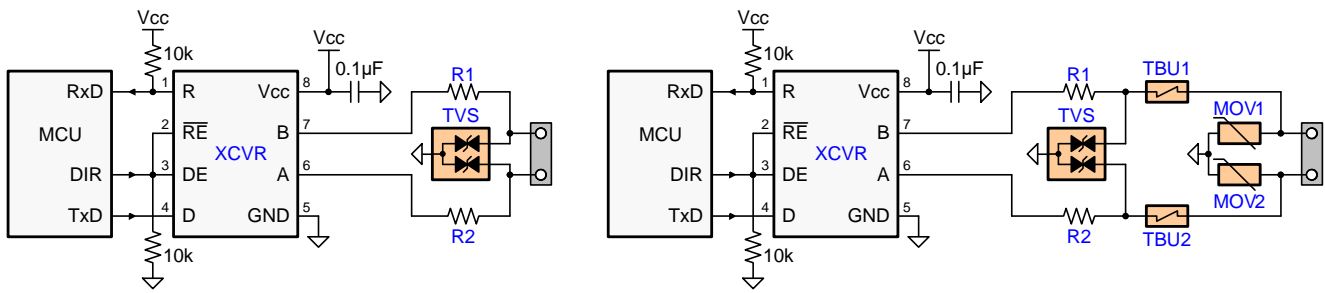 Vcc
10k
Vcc
0.1μF
RxD
MCU
DIR
TxD
1
R
2
RE
3
DE
4
D
XCVR
8
Vcc
7
B
6
A
5
GND
10k
R1
TVS
R2
Vcc
10k
Vcc
0.1μF
RxD
MCU
DIR
TxD
1
R
2
RE
3
DE
4
D
XCVR
8
Vcc
7
B
6
A
5
GND
10k
R1
TVS
R2
TBU1
TBU2
MOV1
MOV2